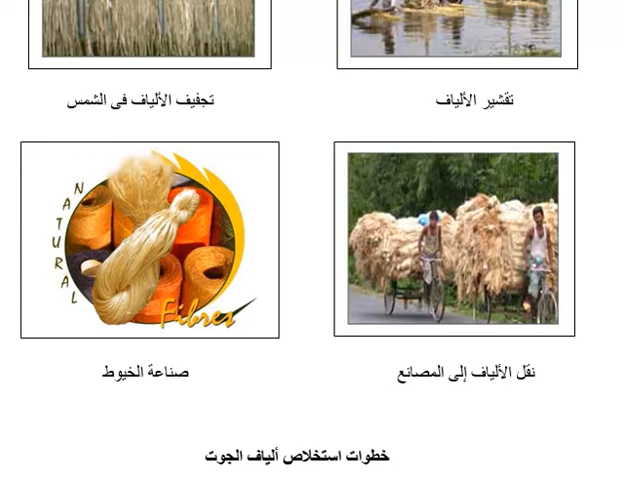 تقشير الألياف
تجفيف الألياف فى الشمس
NATURAL
Fibres
نقل الألياف إلى المصانع
صناعة الخيوط
خطوات استخلاص ألياف الجوت